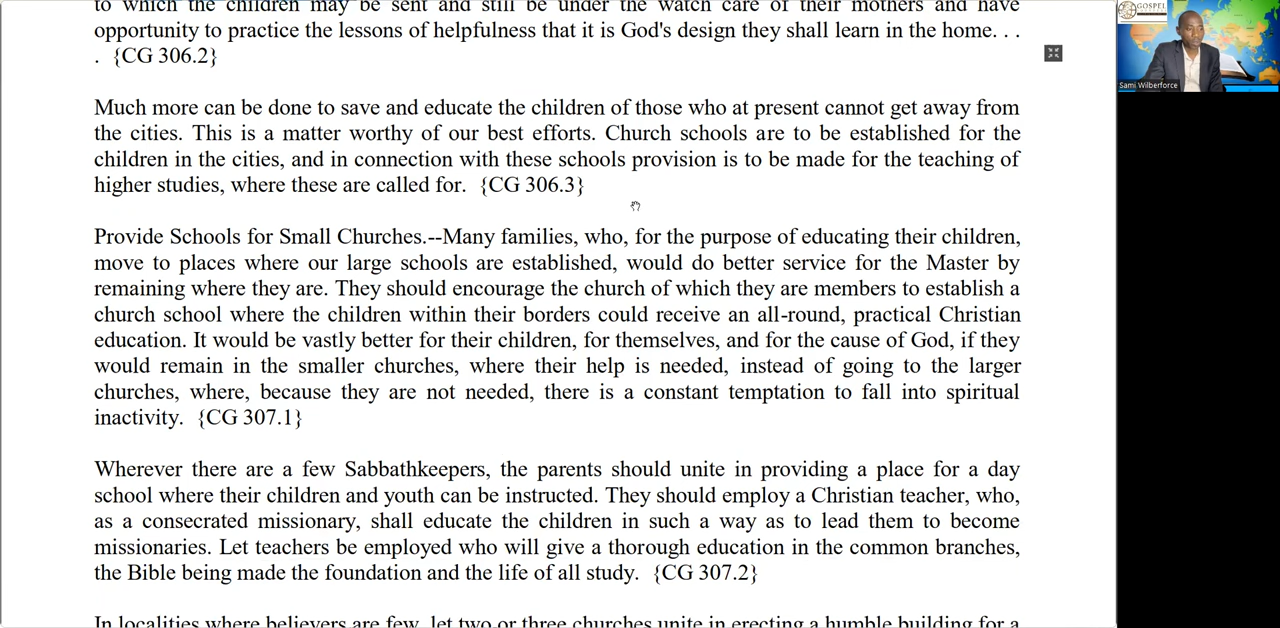 to which the children may be sent and still be under the watch care of their mothers and have
opportunity to practice the lessons of helpfulness that it is God's design they shall learn in the home. . .
. {CG 306.2}
Much more can be done to save and educate the children of those who at present cannot get away from
the cities. This is a matter worthy of our best efforts. Church schools are to be established for the
children in the cities, and in connection with these schools provision is to be made for the teaching of
higher studies, where these are called for. {CG 306.3}
Provide Schools for Small Churches.--Many families, who, for the purpose of educating their children,
move to places where our large schools are established, would do better service for the Master by
remaining where they are. They should encourage the church of which they are members to establish a
church school where the children within their borders could receive an all-round, practical Christian
education. It would be vastly better for their children, for themselves, and for the cause of God, if they
would remain in the smaller churches, where their help is needed, instead of going to the larger
churches, where, because they are not needed, there is a constant temptation to fall into spiritual
inactivity. {CG 307.1}
Wherever there are a few Sabbathkeepers, the parents should unite in providing a place for a day
school where their children and youth can be instructed. They should employ a Christian teacher, who,
as a consecrated missionary, shall educate the children in such a way as to lead them to become
missionaries. Let teachers be employed who will give a thorough education in the common branches,
the Bible being made the foundation and the life of all study. {CG 307.2}
In localities where believers are few, let two or three churches unite in erecting a humble building for a
GOSPEL
Sami Wilberforce